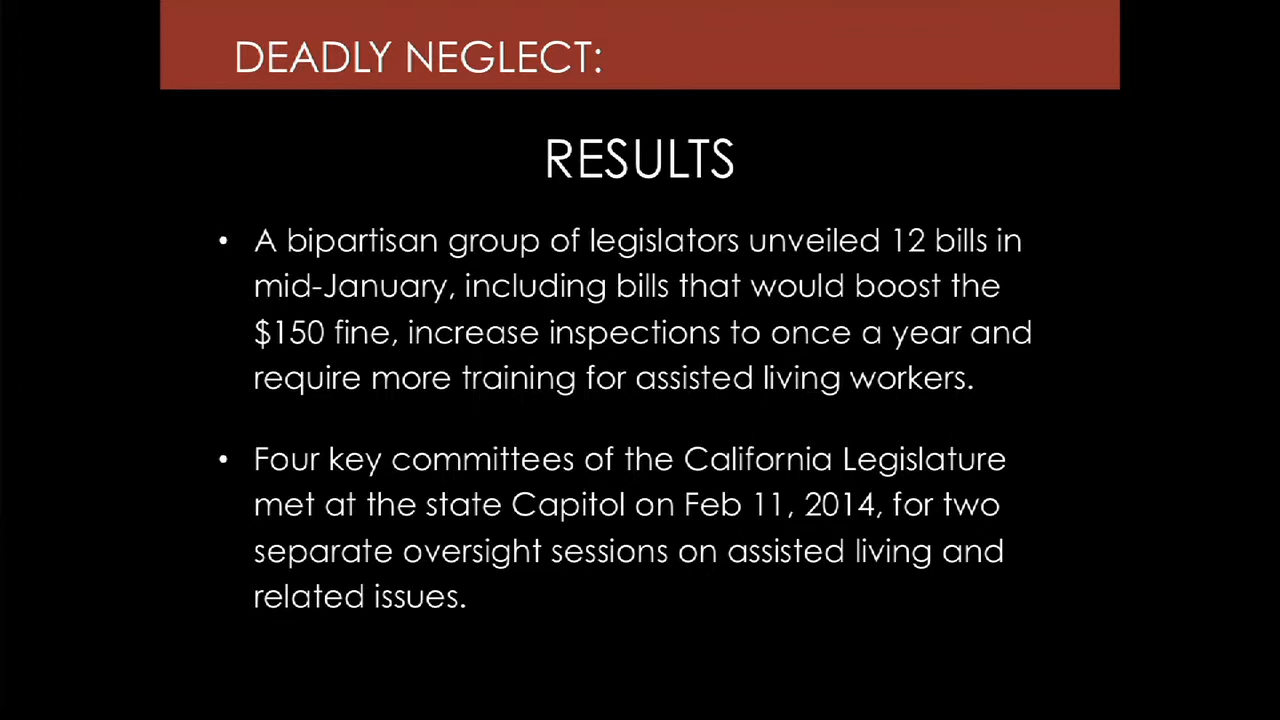 DEADLY NEGLECT:
RESULTS
• A bipartisan group of legislators unveiled 12 bills in
mid-January, including bills that would boost the
$150 fine, increase inspections to once a year and
require more training for assisted living workers.
• Four key committees of the California Legislature
met at the state Capitol on Feb 11, 2014, for two
separate oversight sessions on assisted living and
related issues.